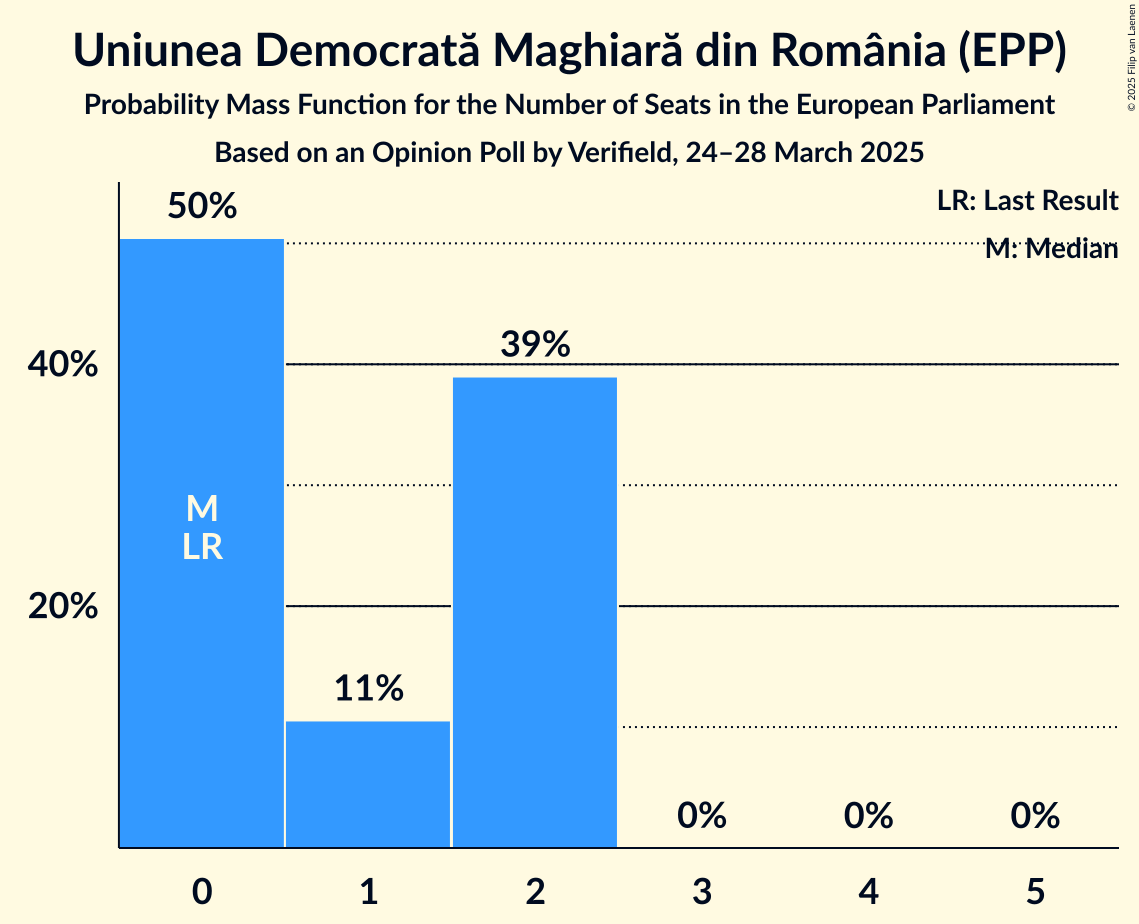 Uniunea Democrată Maghiară din România (EPP)
Probability Mass Function for the Number of Seats in the European Parliament
Based on an Opinion Poll by Verifield, 24–28 March 2025
© 2025 Filip van Laenen
LR: Last Result
M: Median
50%
39%
40%
M
LR
20%
11%
0%
0%
0%
0
1
2
3
4
5